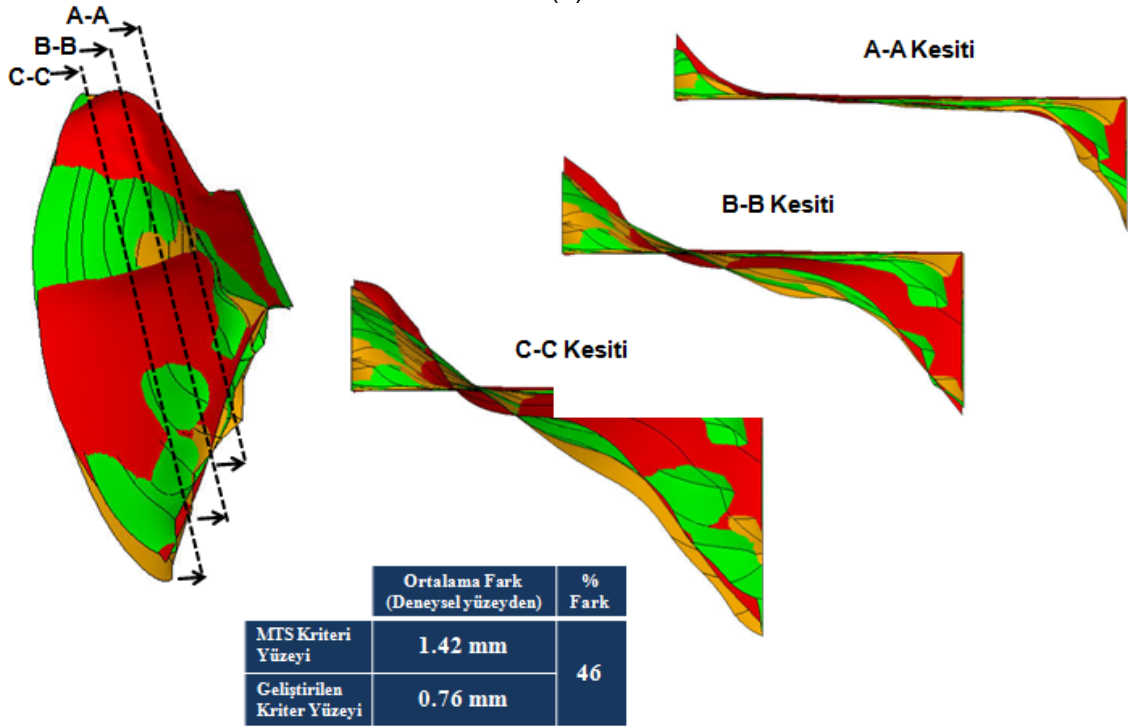 A-A
B-B
C-C
A-A Kesiti
B-B Kesiti
C-C Kesiti
Ortalama Fark
(Deneysel yüzeyden)
%
Fark
MTS Kriteri
Yüzeyi
1.42 mm
46
Geliştirilen
Kriter Yüzeyi
0.76 mm